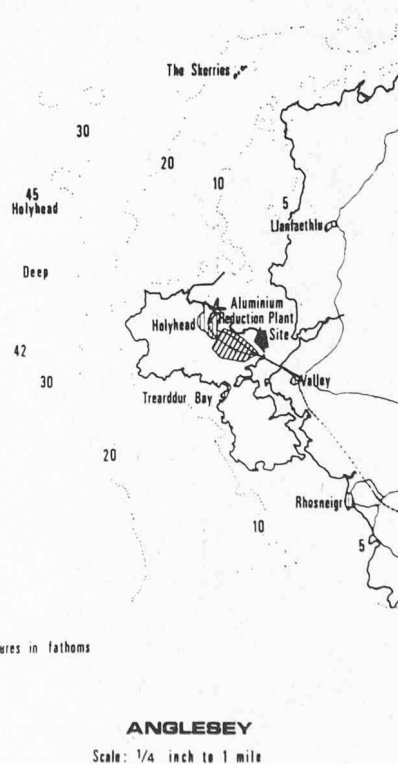 The Skerries
30
20
10
45
Holyhead
5
Llanfaethlu
Deep
4 Aluminium
Holyhead Reduction Plant
Site
42
30
Valley
Trearddur Bay
20
Rhosneigr
10
5
in fathoms
ANGLESEY
Scale: 1/4 inch to 1 mile